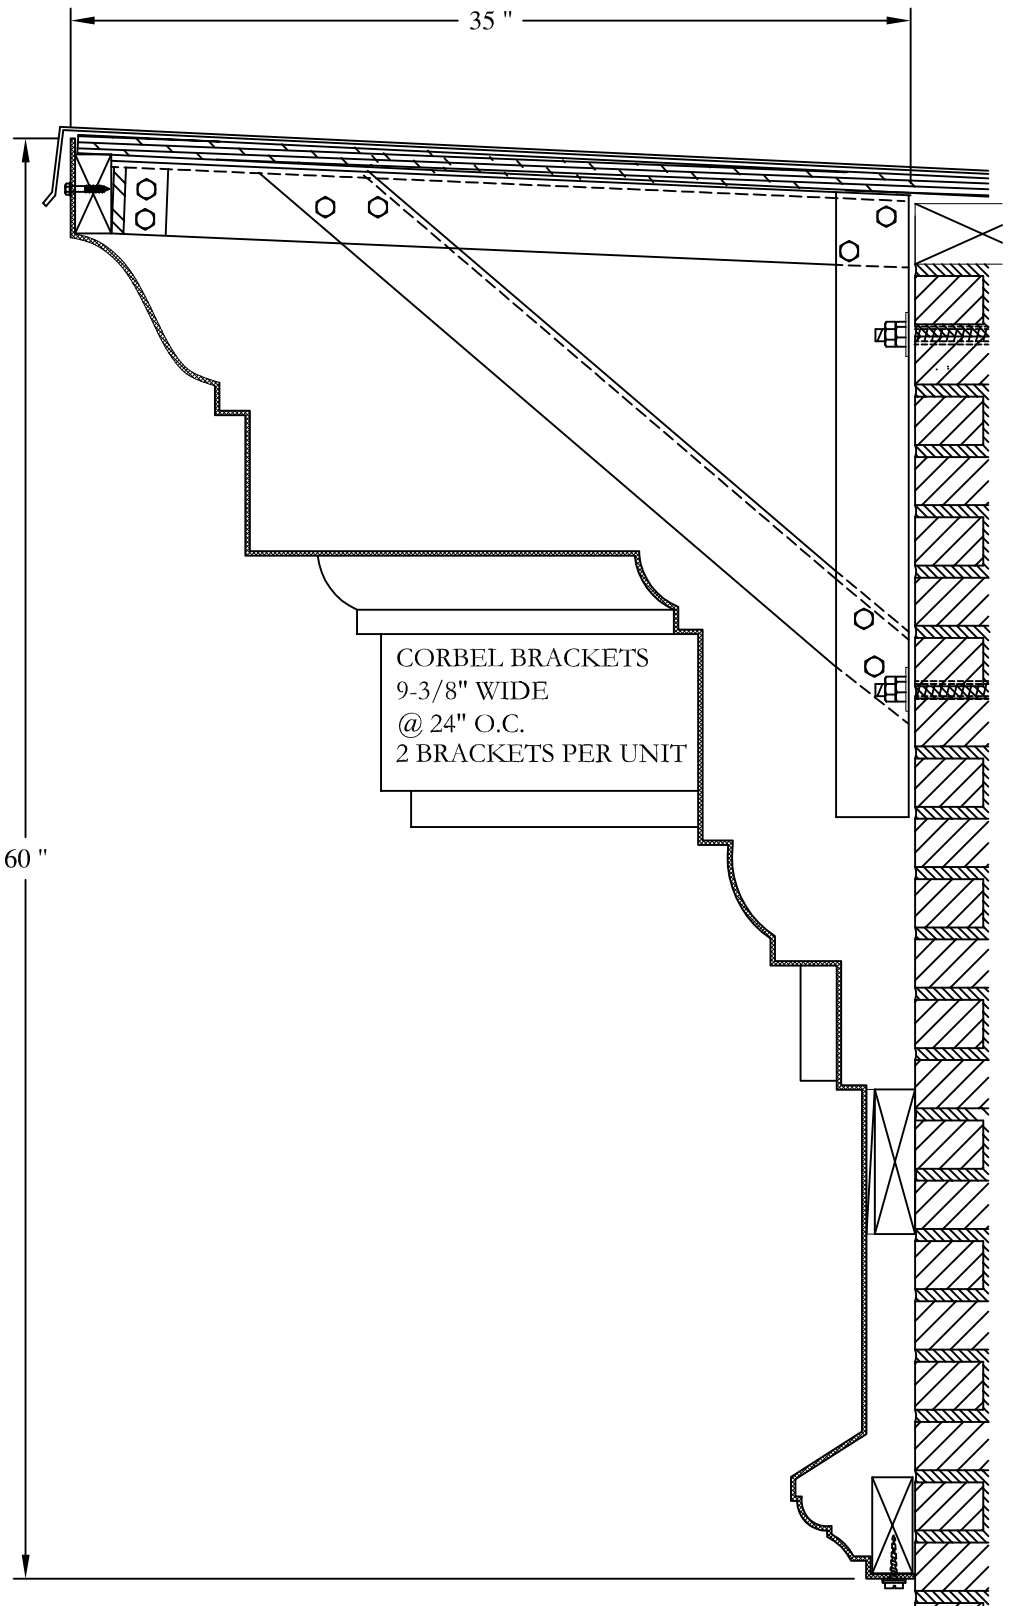 35 "
CORBEL BRACKETS
9-3/8" WIDE
@ 24" O.C.
2 BRACKETS PER UNIT
60 "